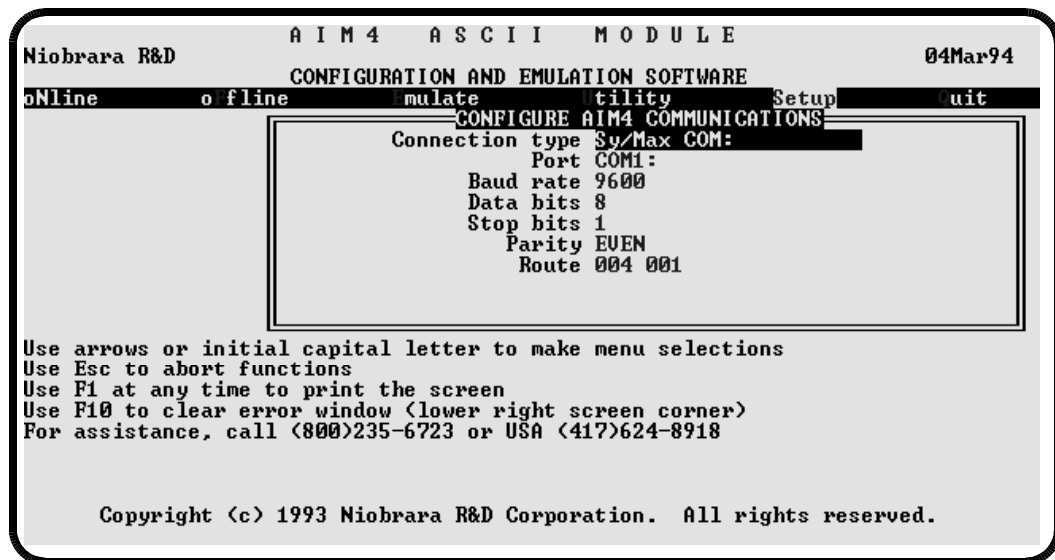 A I M 4 A S C I I M O D U L E
Niobrara R&D 04Mar94
CONFIGURATION AND EMULATION SOFTWARE
oNline oFfline Emulate Utility Setup Quit
CONFIGURE AIM4 COMMUNICATIONS
Connection type Sy/Max COM:
Port COM1:
Baud rate 9600
Data bits 8
Stop bits 1
Parity EVEN
Route 004 001
Use arrows or initial capital letter to make menu selections
Use Esc to abort functions
Use F1 at any time to print the screen
Use F10 to clear error window (lower right screen corner)
For assistance, call (800)235-6723 or USA (417)624-8918
Copyright (c) 1993 Niobrara R&D Corporation. All rights reserved.